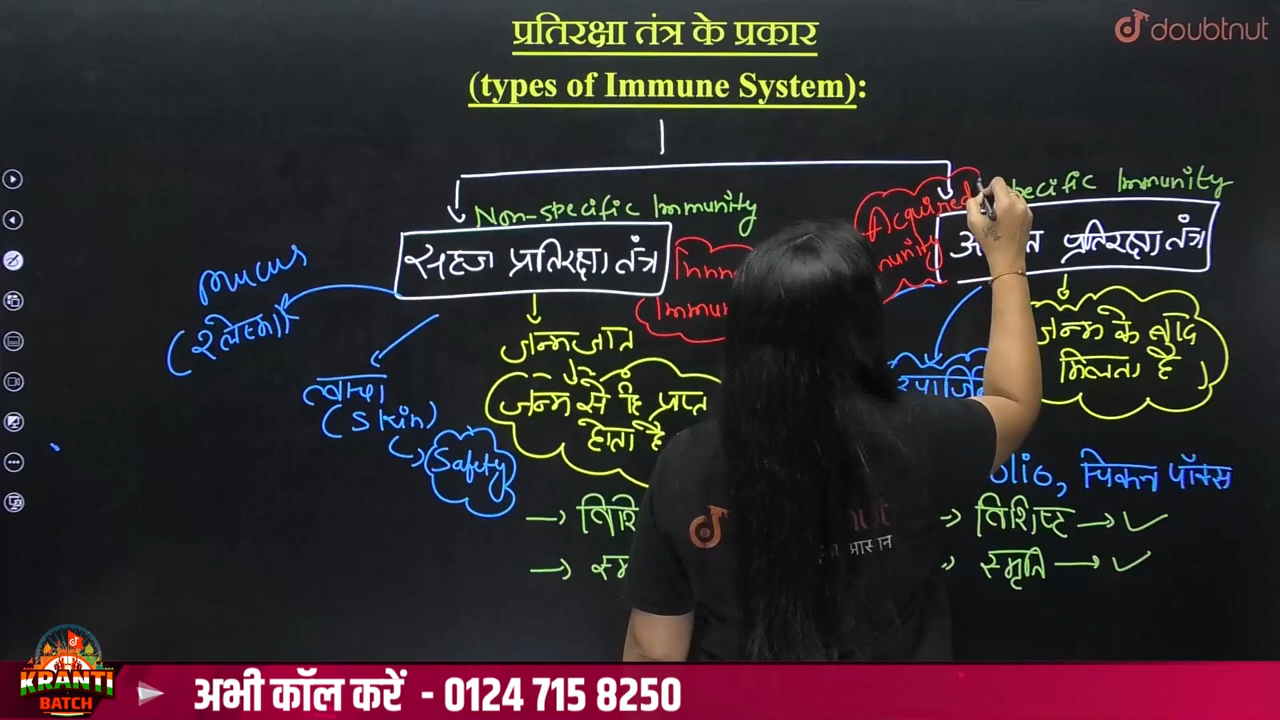 प्रतिरक्षा तंत्र के प्रकार
(types of Immune System):
doubtnut
Non-specific Immunity
specific Immunity
सहज प्रतिरक्षा तंत्र
प्रतिरक्षा तंत्र
Acquired
mucus
(श्लेष्मा)
त्वचा
(Skin)
Safety
जन्मजात
जन्म से हि प्राप्त
होता है
जन्म के बाद
मिलता है
चिकन पॉक्स
विशिष्ट → ✓
स्मृति → ✓
KRANTI
BATCH
अभी कॉल करें - 0124 715 8250